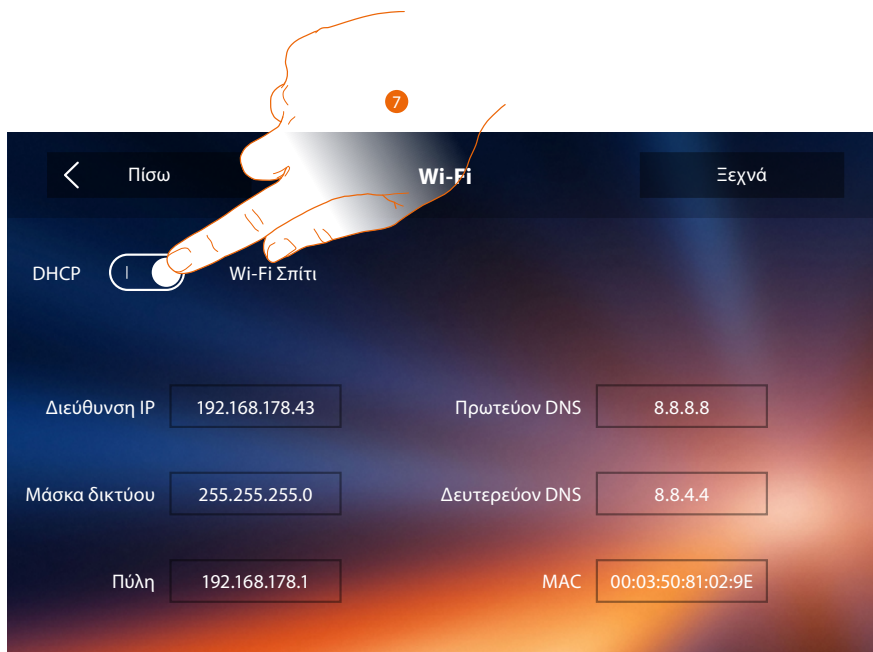 7
Πίσω
Wi-Fi
Ξεχνά
DHCP
Wi-Fi Σπίτι
Διεύθυνση IP 192.168.178.43 Πρωτεύον DNS 8.8.8.8
Μάσκα δικτύου 255.255.255.0 Δευτερεύον DNS 8.8.4.4
Πύλη 192.168.178.1 MAC 00:03:50:81:02:9E